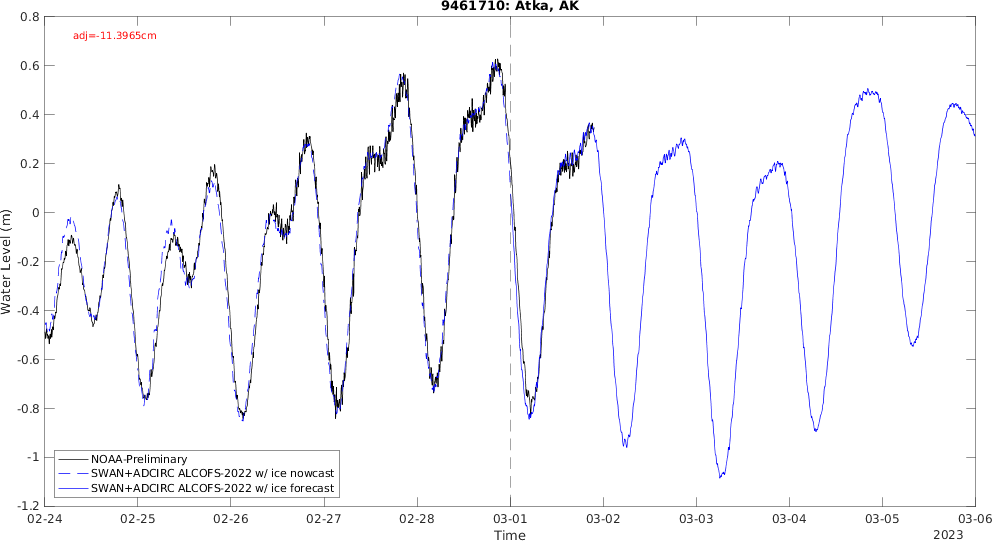 9461710: Atka, AK
adj=-11.3965cm
Water Level (m)
0.8
0.6
0.4
0.2
0
-0.2
-0.4
-0.6
-0.8
-1
-1.2
NOAA-Preliminary
SWAN+ADCIRC ALCOFS-2022 w/ ice nowcast
SWAN+ADCIRC ALCOFS-2022 w/ ice forecast
02-24 02-25 02-26 02-27 02-28 03-01 03-02 03-03 03-04 03-05 03-06
Time
2023